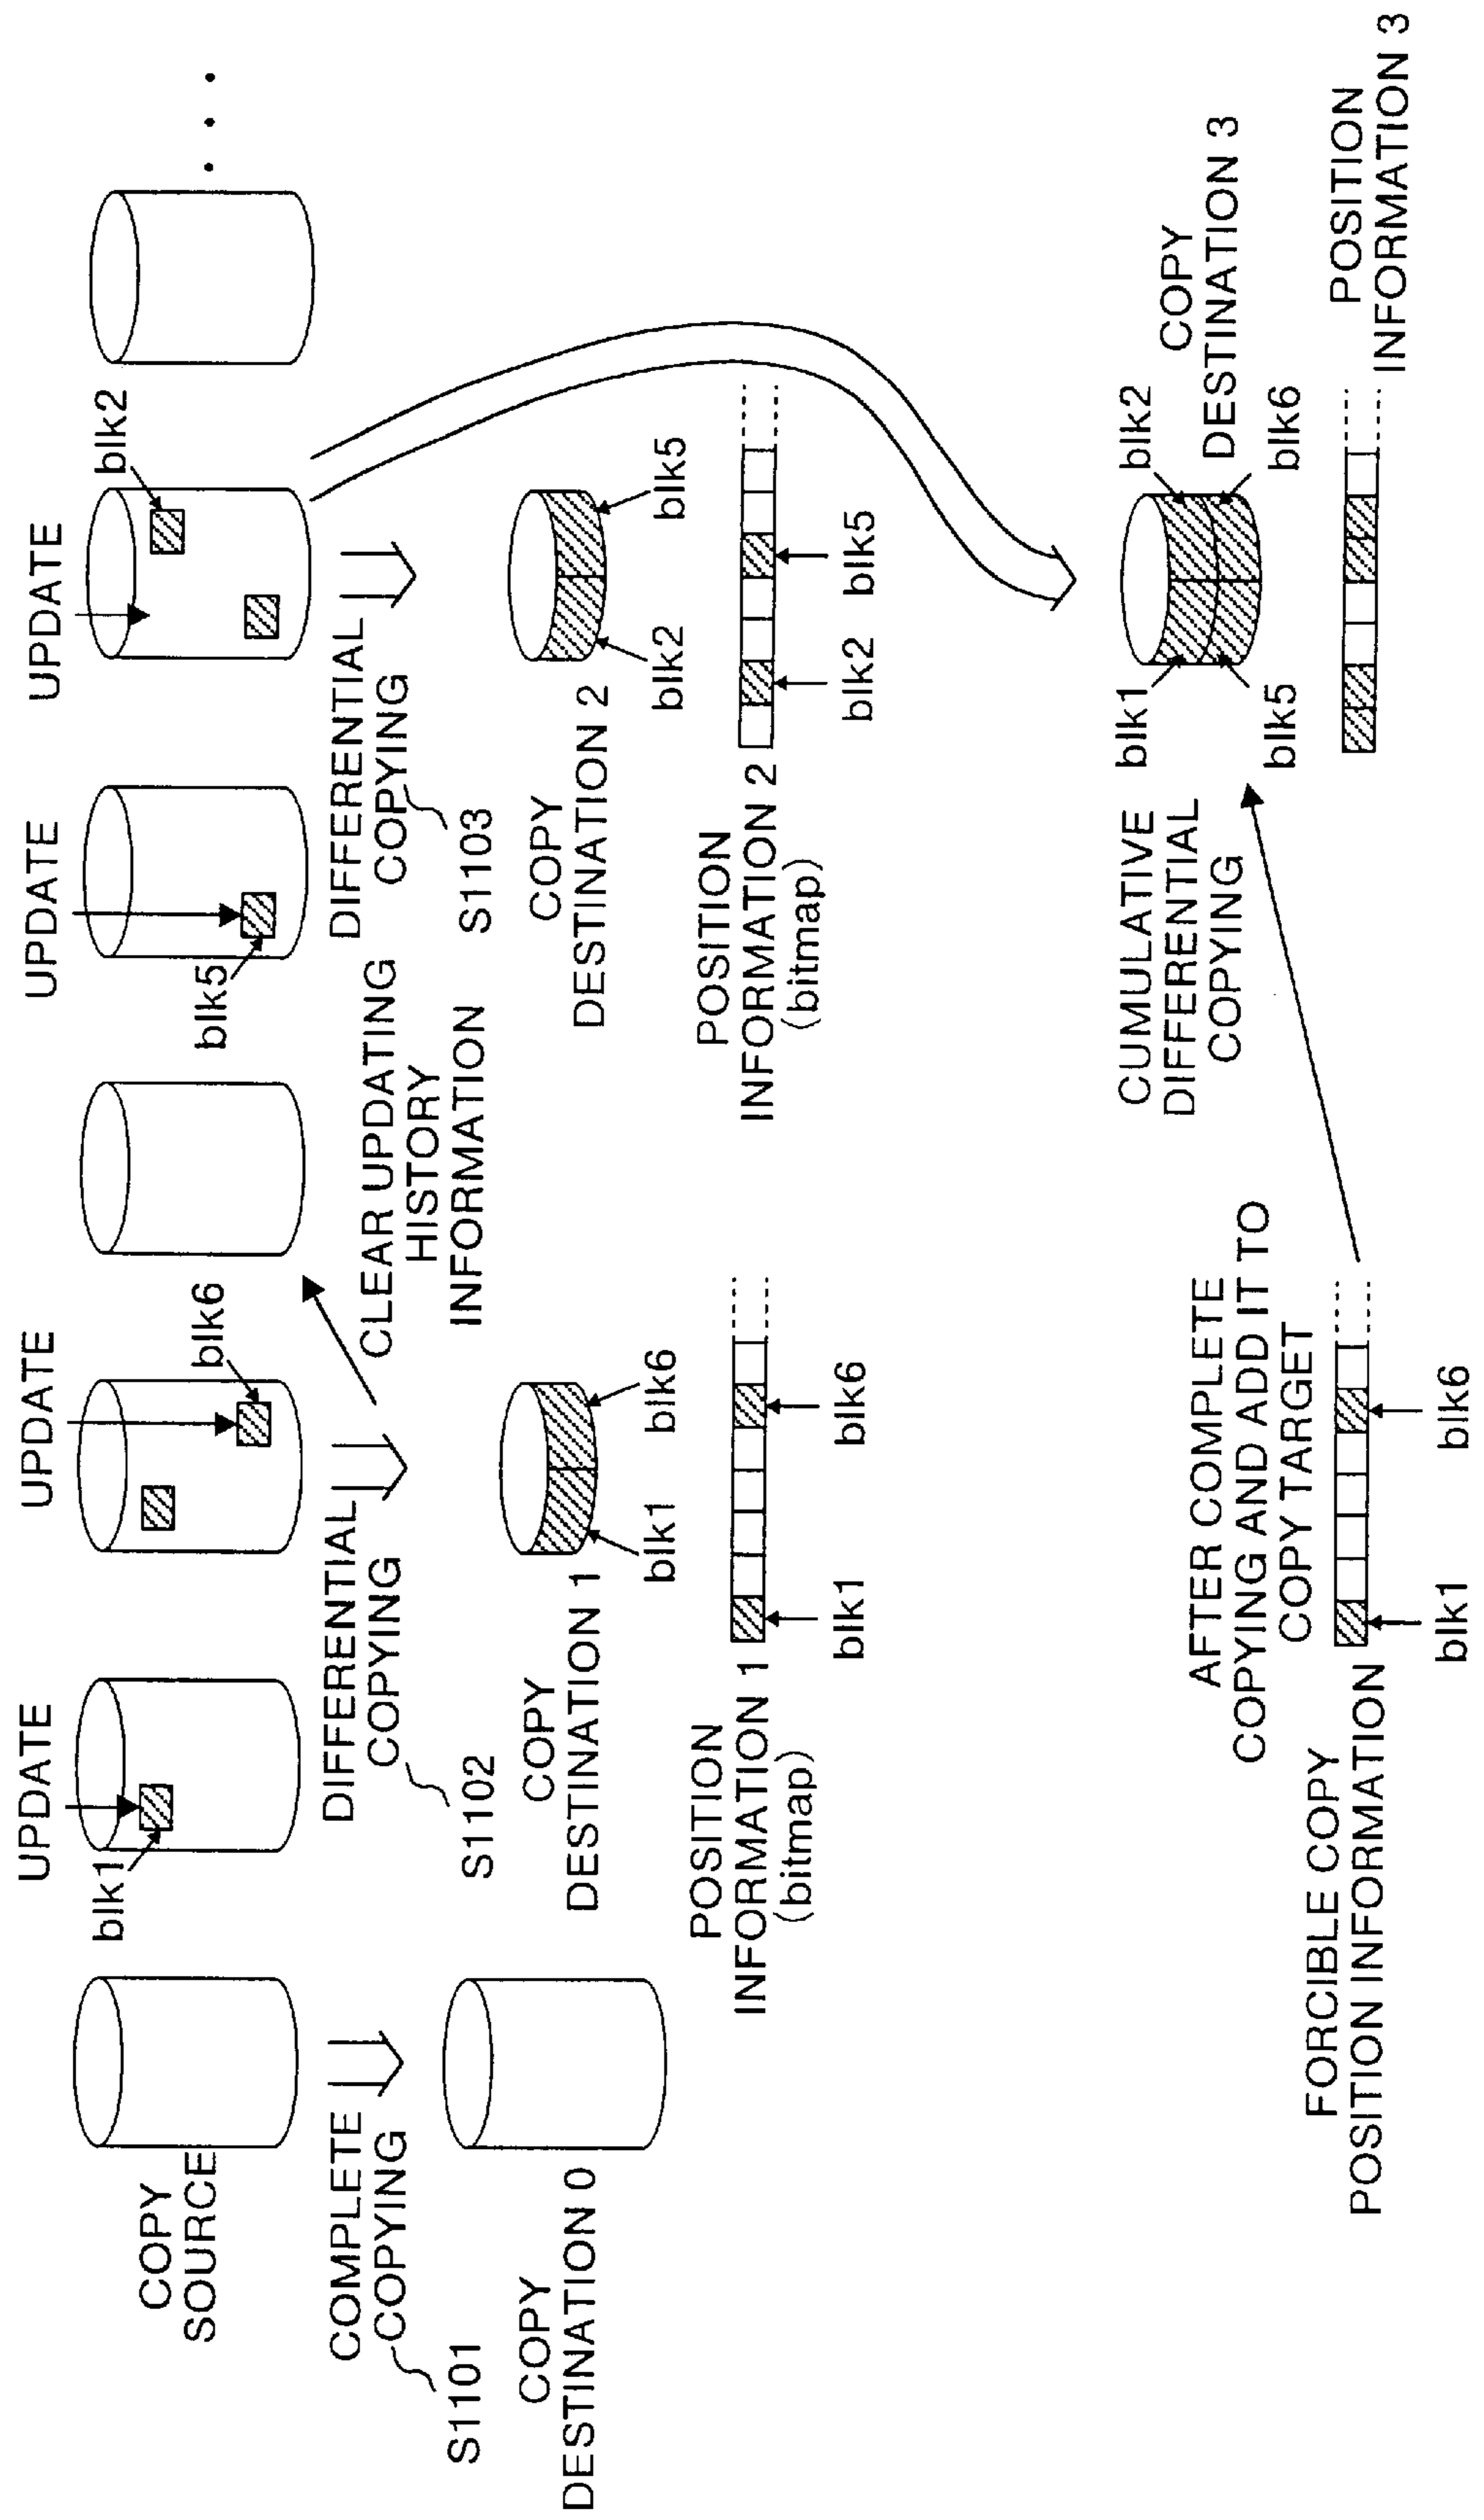 COPY
SOURCE
UPDATE
blk1
UPDATE
blk6
UPDATE
blk5
UPDATE
blk2
COMPLETE
COPYING
S1101
DIFFERENTIAL
COPYING
S1102
CLEAR UPDATING
HISTORY
INFORMATION
DIFFERENTIAL
COPYING
S1103
COPY
DESTINATION 0
COPY
DESTINATION 1
blk1
blk6
COPY
DESTINATION 2
blk2
blk5
POSITION
INFORMATION 1
(bitmap)
blk1
blk6
POSITION
INFORMATION 2
(bitmap)
blk2
blk5
CUMULATIVE
DIFFERENTIAL
COPYING
blk1
blk2
blk5
blk6
COPY
DESTINATION 3
AFTER COMPLETE
COPYING AND ADD IT TO
COPY TARGET
FORCIBLE COPY
POSITION INFORMATION
blk1
blk6
POSITION
INFORMATION 3